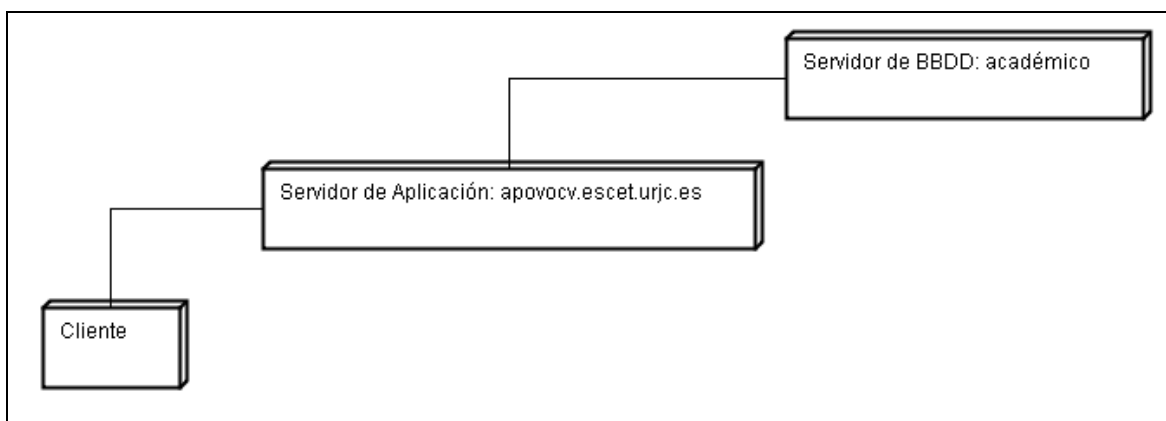 Servidor de BBDD: académico
Servidor de Aplicación: apovocv.escet.urjc.es
Cliente